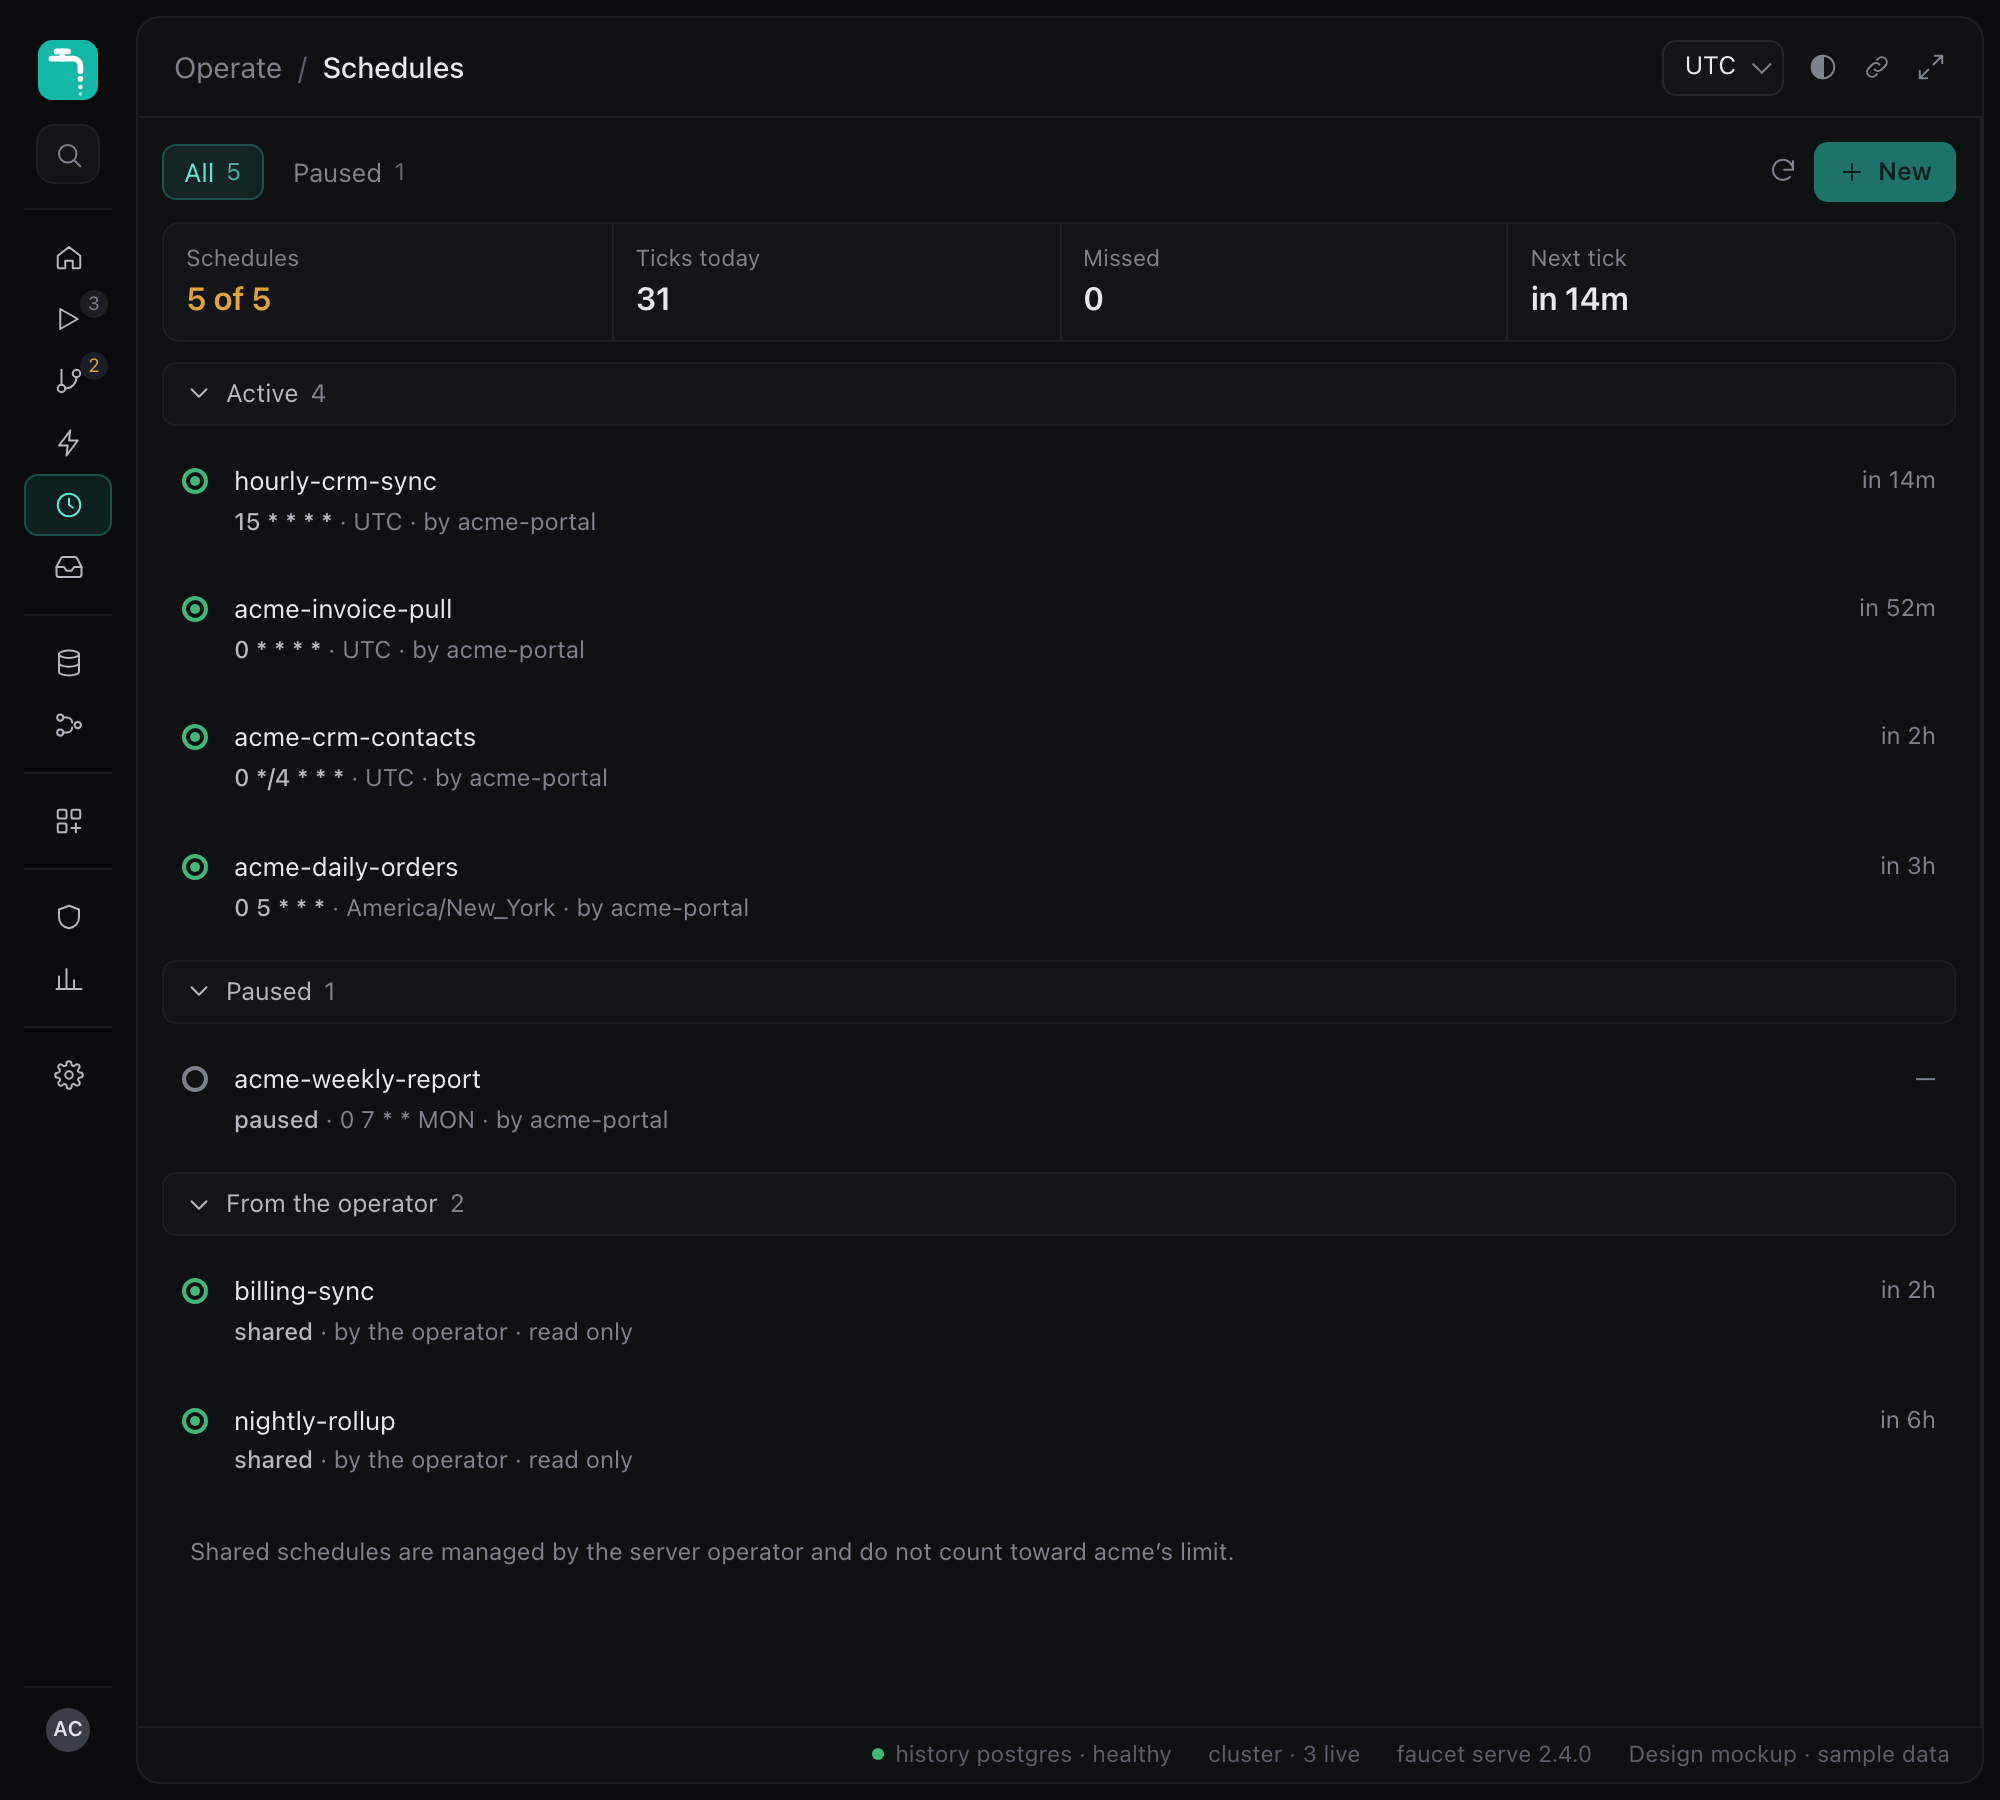 Operate / Schedules
UTC
All 5
Paused 1
+ New
Schedules
5 of 5
Ticks today
31
Missed
0
Next tick
in 14m
3
2
Active 4
hourly-crm-sync
in 14m
15 * * * * · UTC · by acme-portal
acme-invoice-pull
in 52m
0 * * * * · UTC · by acme-portal
acme-crm-contacts
in 2h
0 */4 * * * · UTC · by acme-portal
acme-daily-orders
in 3h
0 5 * * * · America/New_York · by acme-portal
Paused 1
acme-weekly-report
—
paused · 0 7 * * MON · by acme-portal
From the operator 2
billing-sync
in 2h
shared · by the operator · read only
nightly-rollup
in 6h
shared · by the operator · read only
Shared schedules are managed by the server operator and do not count toward acme’s limit.
AC
history postgres · healthy
cluster · 3 live
faucet serve 2.4.0
Design mockup · sample data